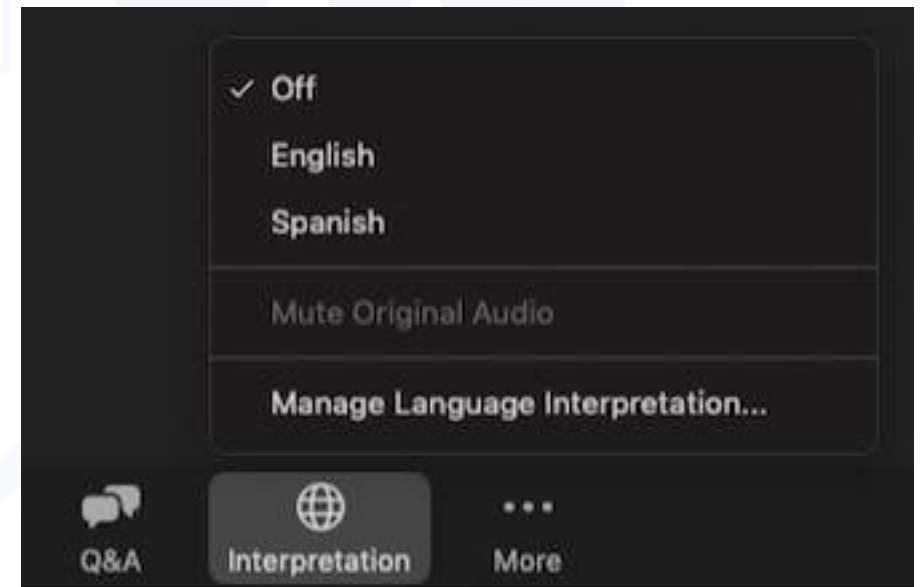 Off
English
Spanish
Mute Original Audio
Manage Language Interpretation...
Q&A
Interpretation
More